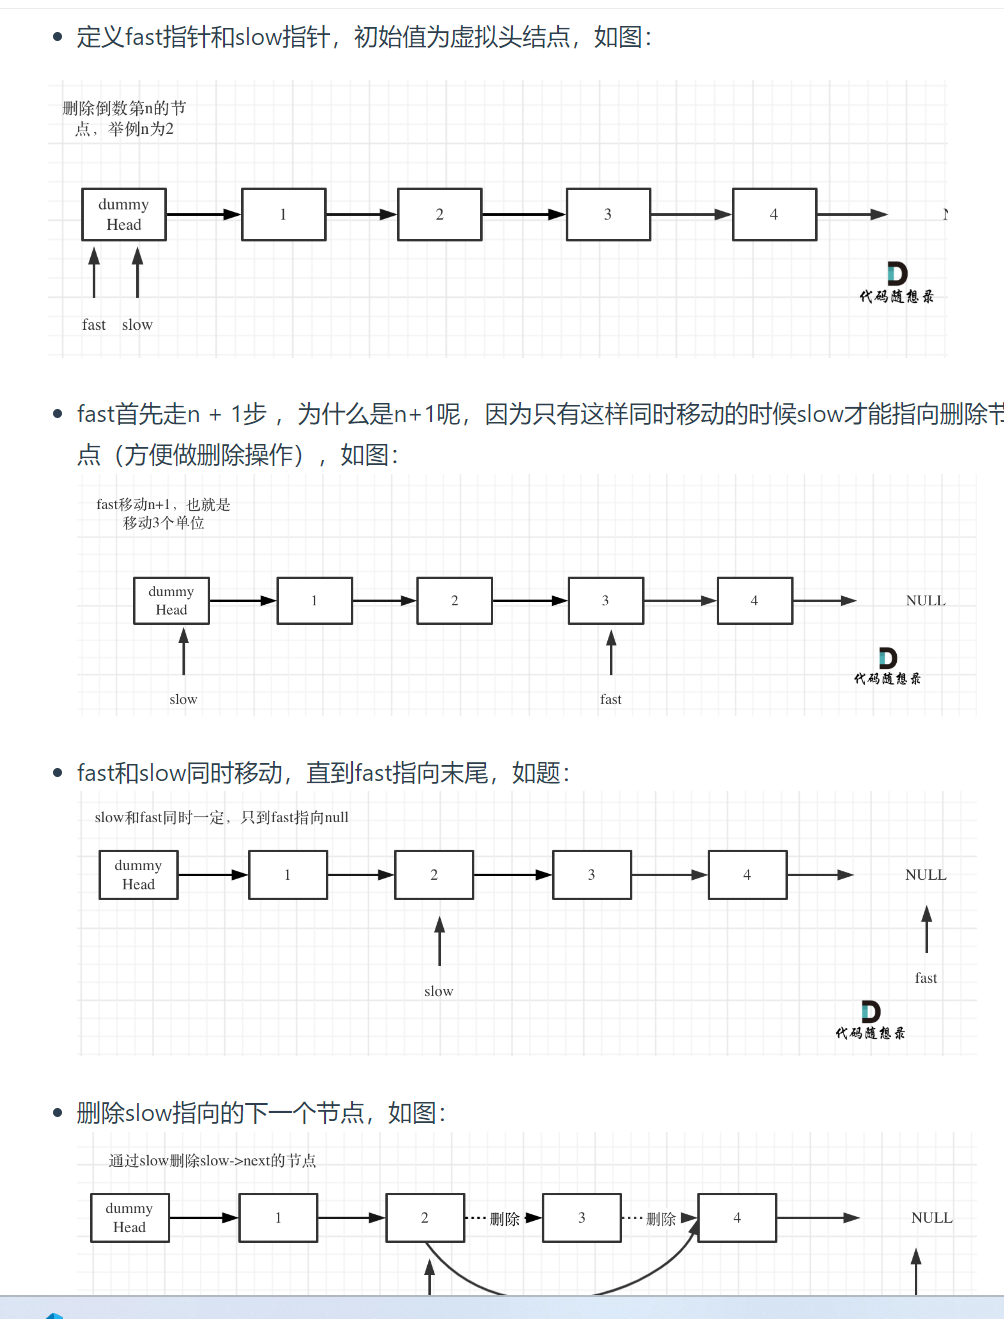 定义fast指针和slow指针，初始值为虚拟头结点，如图：
删除倒数第n的节
点，举例n为2
dummy
Head
1
2
3
4
代码随想录
fast slow
fast首先走n + 1步 ，为什么是n+1呢，因为只有这样同时移动的时候slow才能指向删除节
点（方便做删除操作），如图：
fast移动n+1，也就是
移动3个单位
dummy
Head
1
2
3
4
NULL
代码随想录
slow
fast
fast和slow同时移动，直到fast指向末尾，如题：
slow和fast同时一定，只到fast指向null
dummy
Head
1
2
3
4
NULL
slow
fast
代码随想录
删除slow指向的下一个节点，如图：
通过slow删除slow->next的节点
dummy
Head
1
2
删除
3
删除
4
NULL